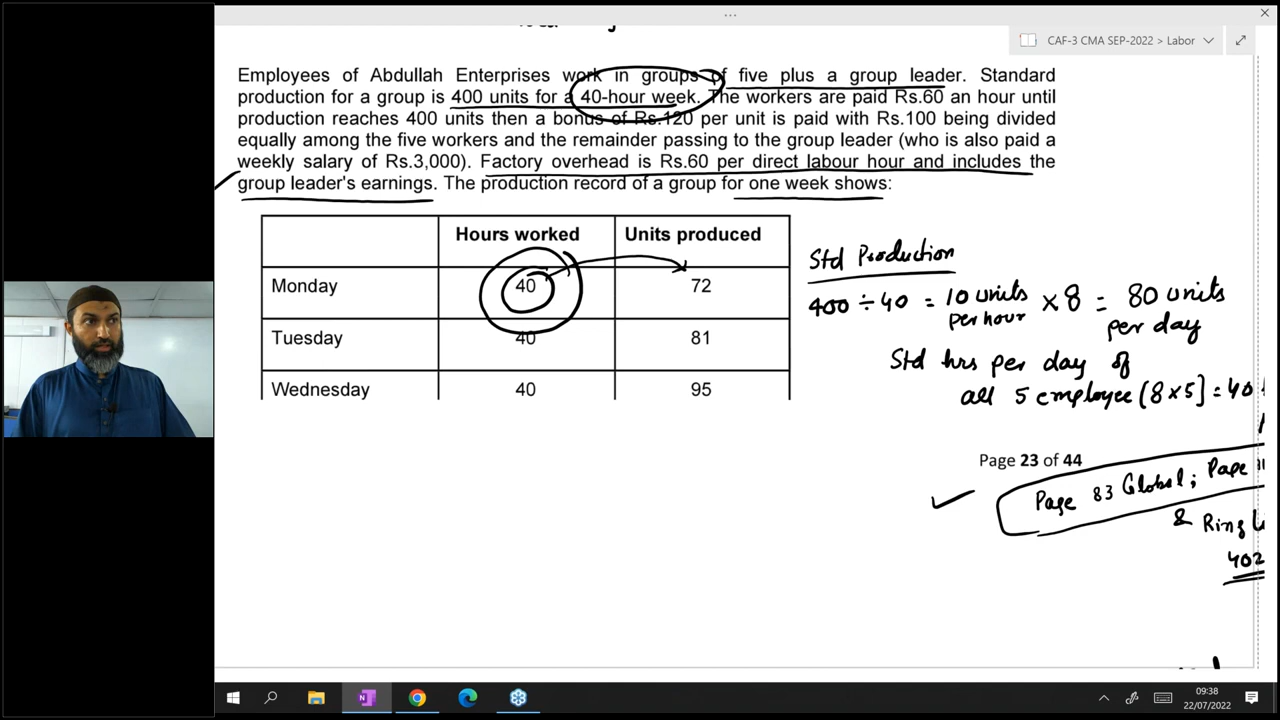 CAF-3 CMA SEP-2022 > Labor
Employees of Abdullah Enterprises work in groups of five plus a group leader. Standard
production for a group is 400 units for a 40-hour week. The workers are paid Rs.60 an hour until
production reaches 400 units then a bonus of Rs.120 per unit is paid with Rs.100 being divided
equally among the five workers and the remainder passing to the group leader (who is also paid a
weekly salary of Rs.3,000). Factory overhead is Rs.60 per direct labour hour and includes the
group leader's earnings. The production record of a group for one week shows:
Hours worked Units produced
Monday 40 72
Tuesday 40 81
Wednesday 40 95
Std Production
400 ÷ 40 = 10 units per hour × 8 = 80 units per day
Std hrs per day of
all 5 employee (8 × 5) = 40
Page 23 of 44
Page 83 Global; Page
& Ring
402
09:38
22/07/2022